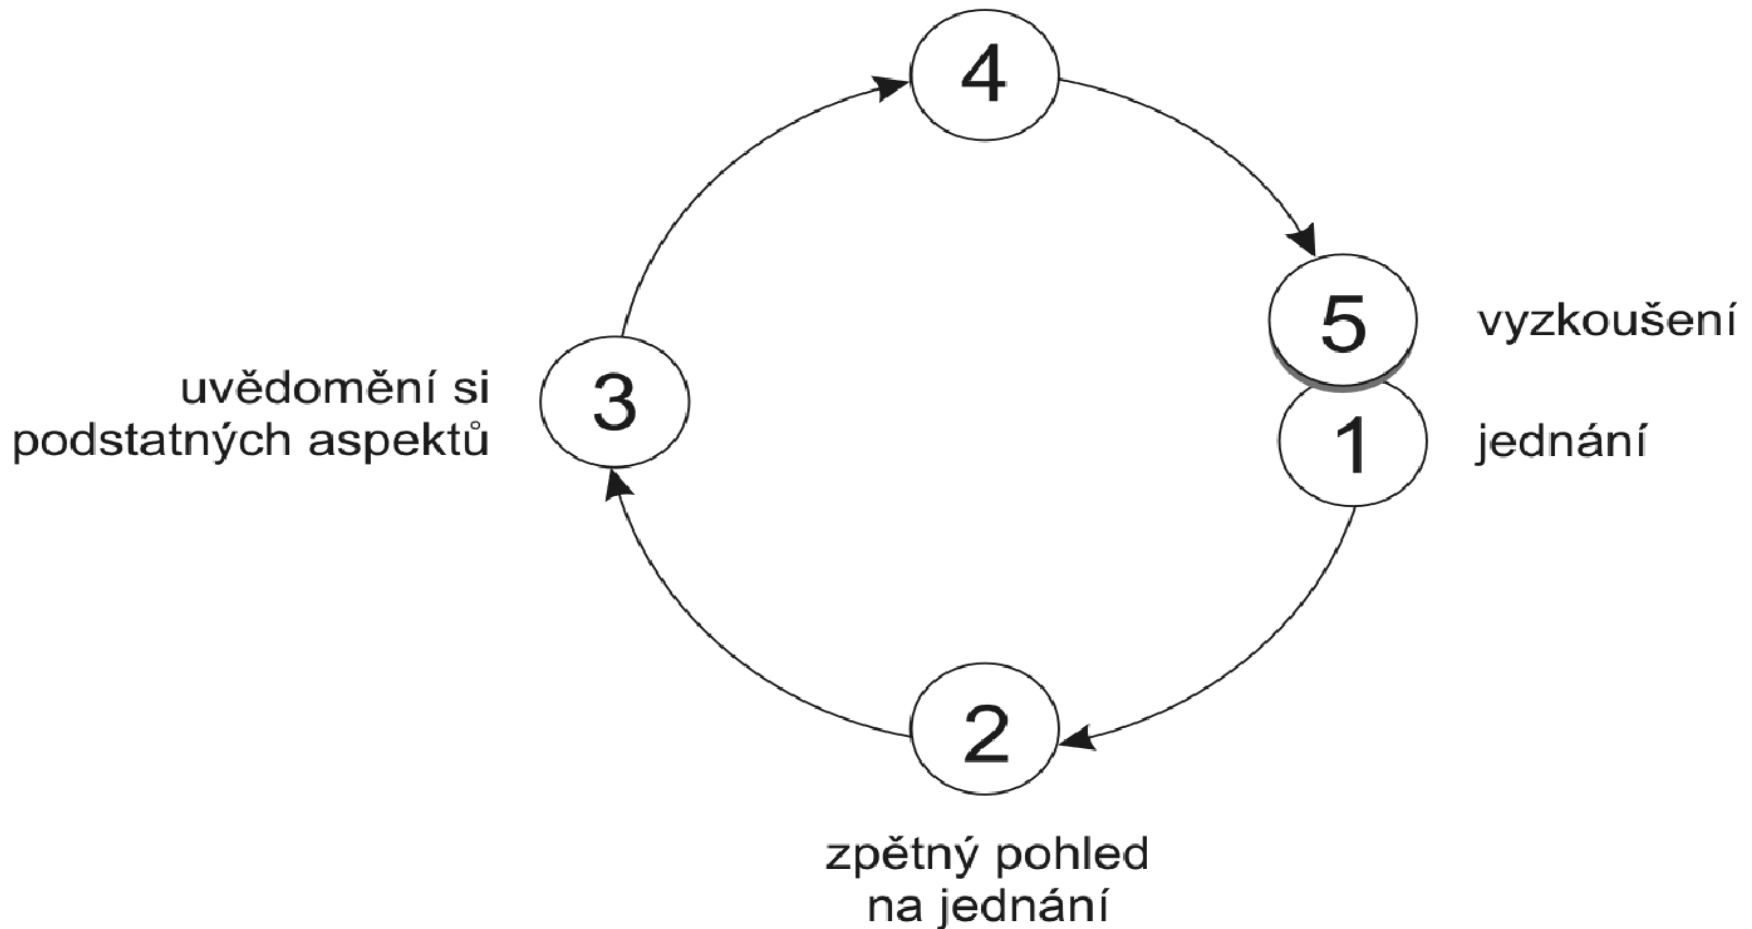 4
5
vyzkoušení
uvědomění si
podstatných aspektů
3
1
jednání
2
zpětný pohled
na jednání